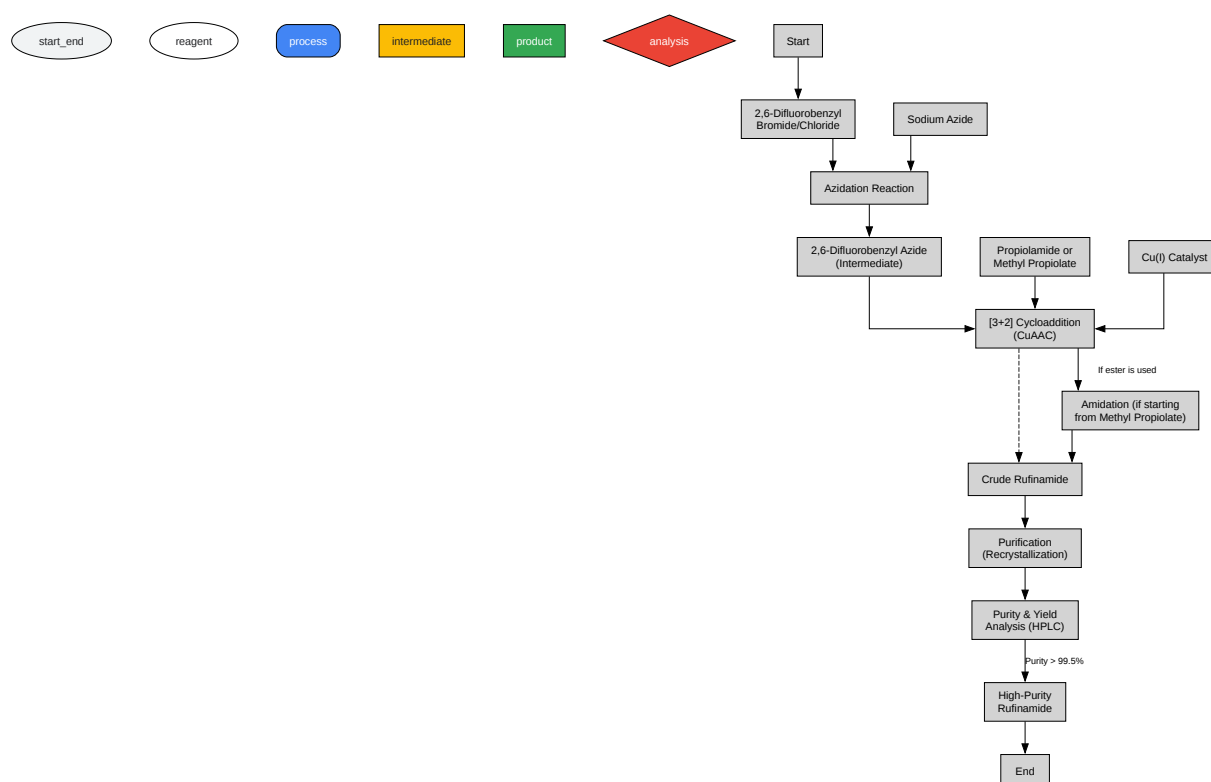 start_end
reagent
process
intermediate
product
analysis
Start
2,6-Difluorobenzyl
Bromide/Chloride
Sodium Azide
Azidation Reaction
2,6-Difluorobenzyl Azide
(Intermediate)
Propiolamide or
Methyl Propiolate
Cu(I) Catalyst
[3+2] Cycloaddition
(CuAAC)
If ester is used
Amidation (if starting
from Methyl Propiolate)
Crude Rufinamide
Purification
(Recrystallization)
Purity & Yield
Analysis (HPLC)
Purity > 99.5%
High-Purity
Rufinamide
End